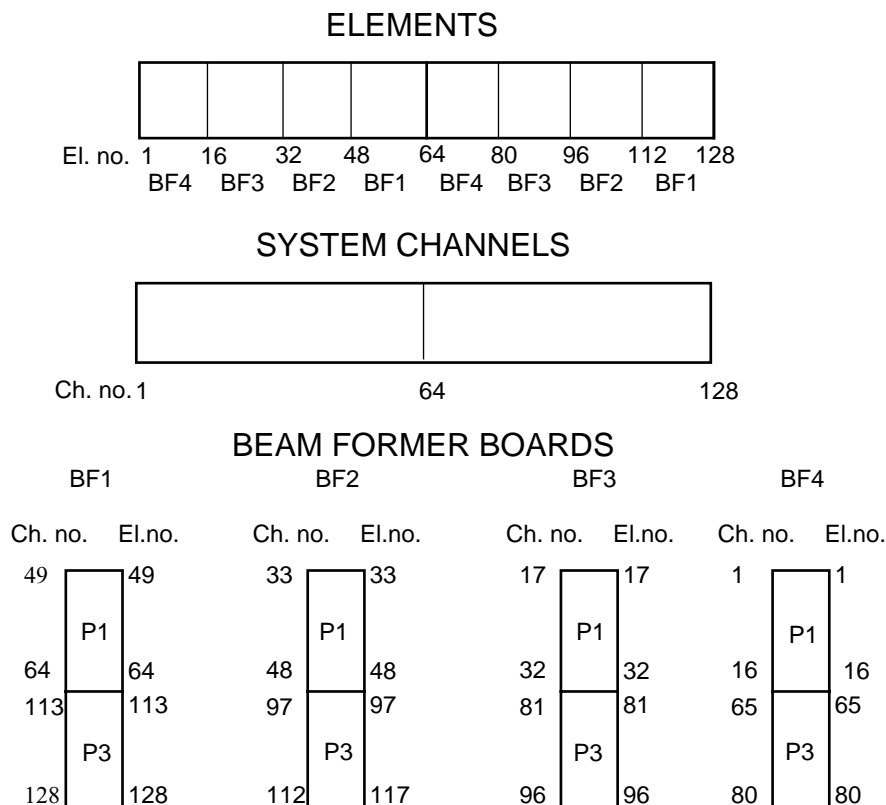 ELEMENTS
El. no. 1 16 32 48 64 80 96 112 128
BF4 BF3 BF2 BF1 BF4 BF3 BF2 BF1
SYSTEM CHANNELS
Ch. no. 1 64 128
BEAM FORMER BOARDS
BF1 BF2 BF3 BF4
Ch. no. El.no. Ch. no. El.no. Ch. no. El.no. Ch. no. El.no.
49 49 33 33 17 17 1 1
P1 P1 P1 P1
64 64 48 48 32 32 16 16
113 113 97 97 81 81 65 65
P3 P3 P3 P3
128 128 112 117 96 96 80 80